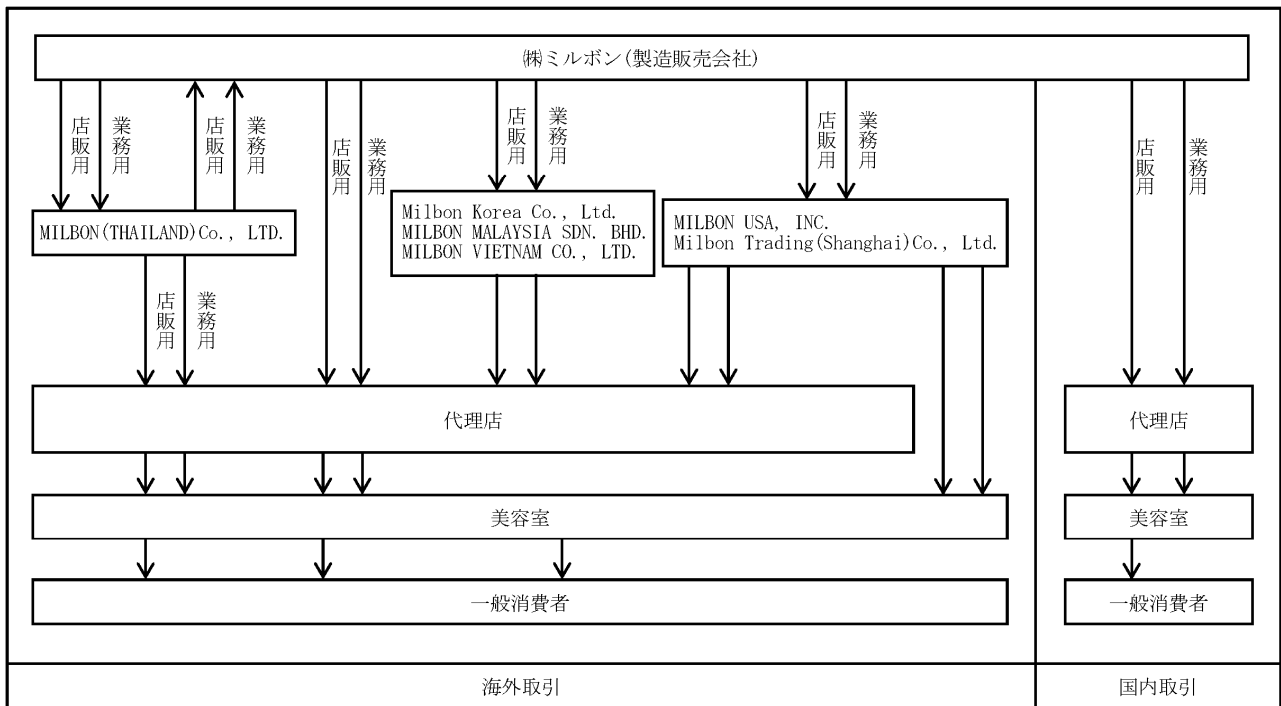 ㈱ミルボン(製造販売会社)
店販用
業務用
店販用
業務用
店販用
業務用
店販用
業務用
店販用
業務用
店販用
業務用
MILBON(THAILAND)Co., LTD.
Milbon Korea Co., Ltd.
MILBON MALAYSIA SDN. BHD.
MILBON VIETNAM CO., LTD.
MILBON USA, INC.
Milbon Trading(Shanghai)Co., Ltd.
店販用
業務用
代理店
代理店
美容室
美容室
一般消費者
一般消費者
海外取引
国内取引